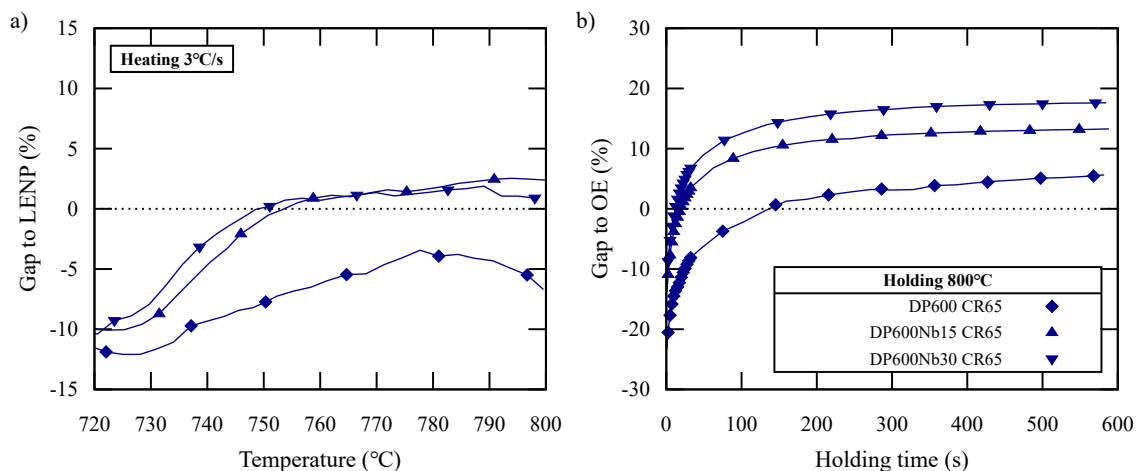 a)
Gap to LENP (%)
15
10
5
0
-5
-10
-15
Heating 3°C/s
720 730 740 750 760 770 780 790 800
Temperature (°C)
b)
Gap to OE (%)
30
20
10
0
-10
-20
-30
Holding 800°C
DP600 CR65
DP600Nb15 CR65
DP600Nb30 CR65
0 100 200 300 400 500 600
Holding time (s)